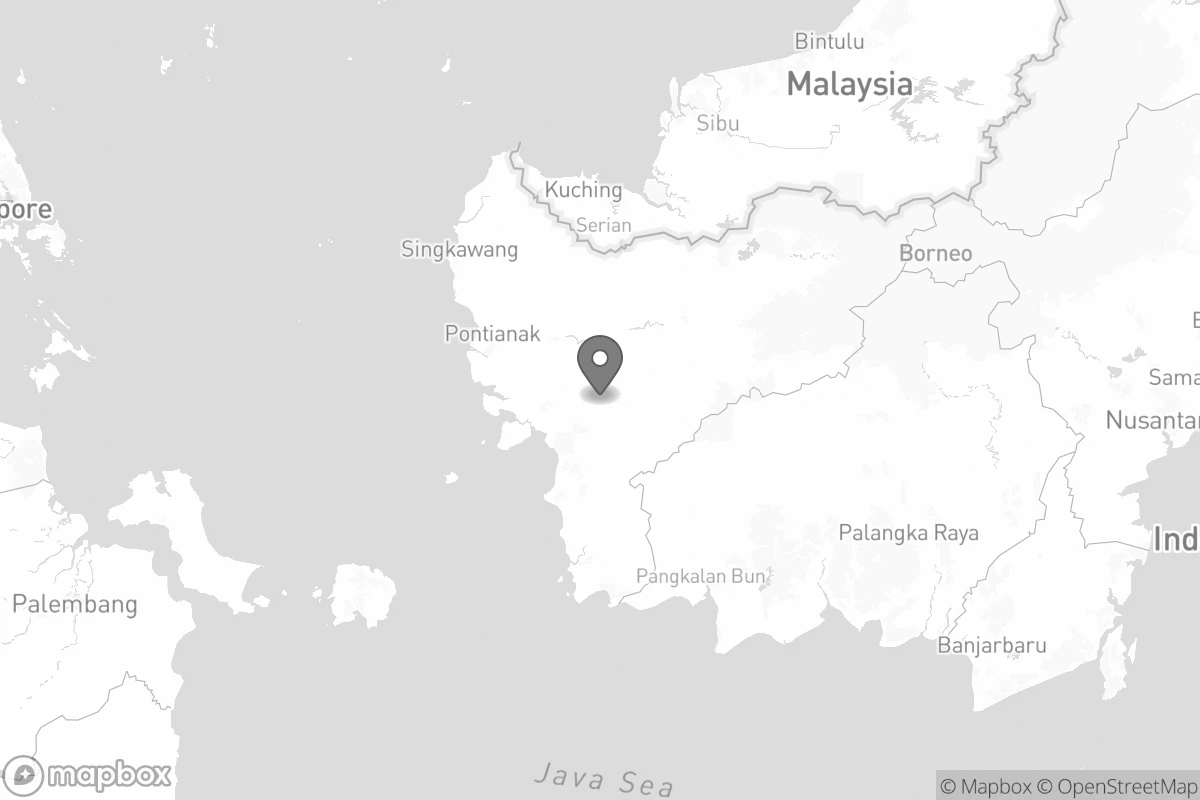 Bintulu
Malaysia
Sibu
Kuching
pore
Serian
Singkawang
Borneo
Pontianak
Sama
Nusantar
Palangka Raya
Ind
Pangkalan Bun
Palembang
Banjarbaru
Java Sea
mapbox
© Mapbox © OpenStreetMap